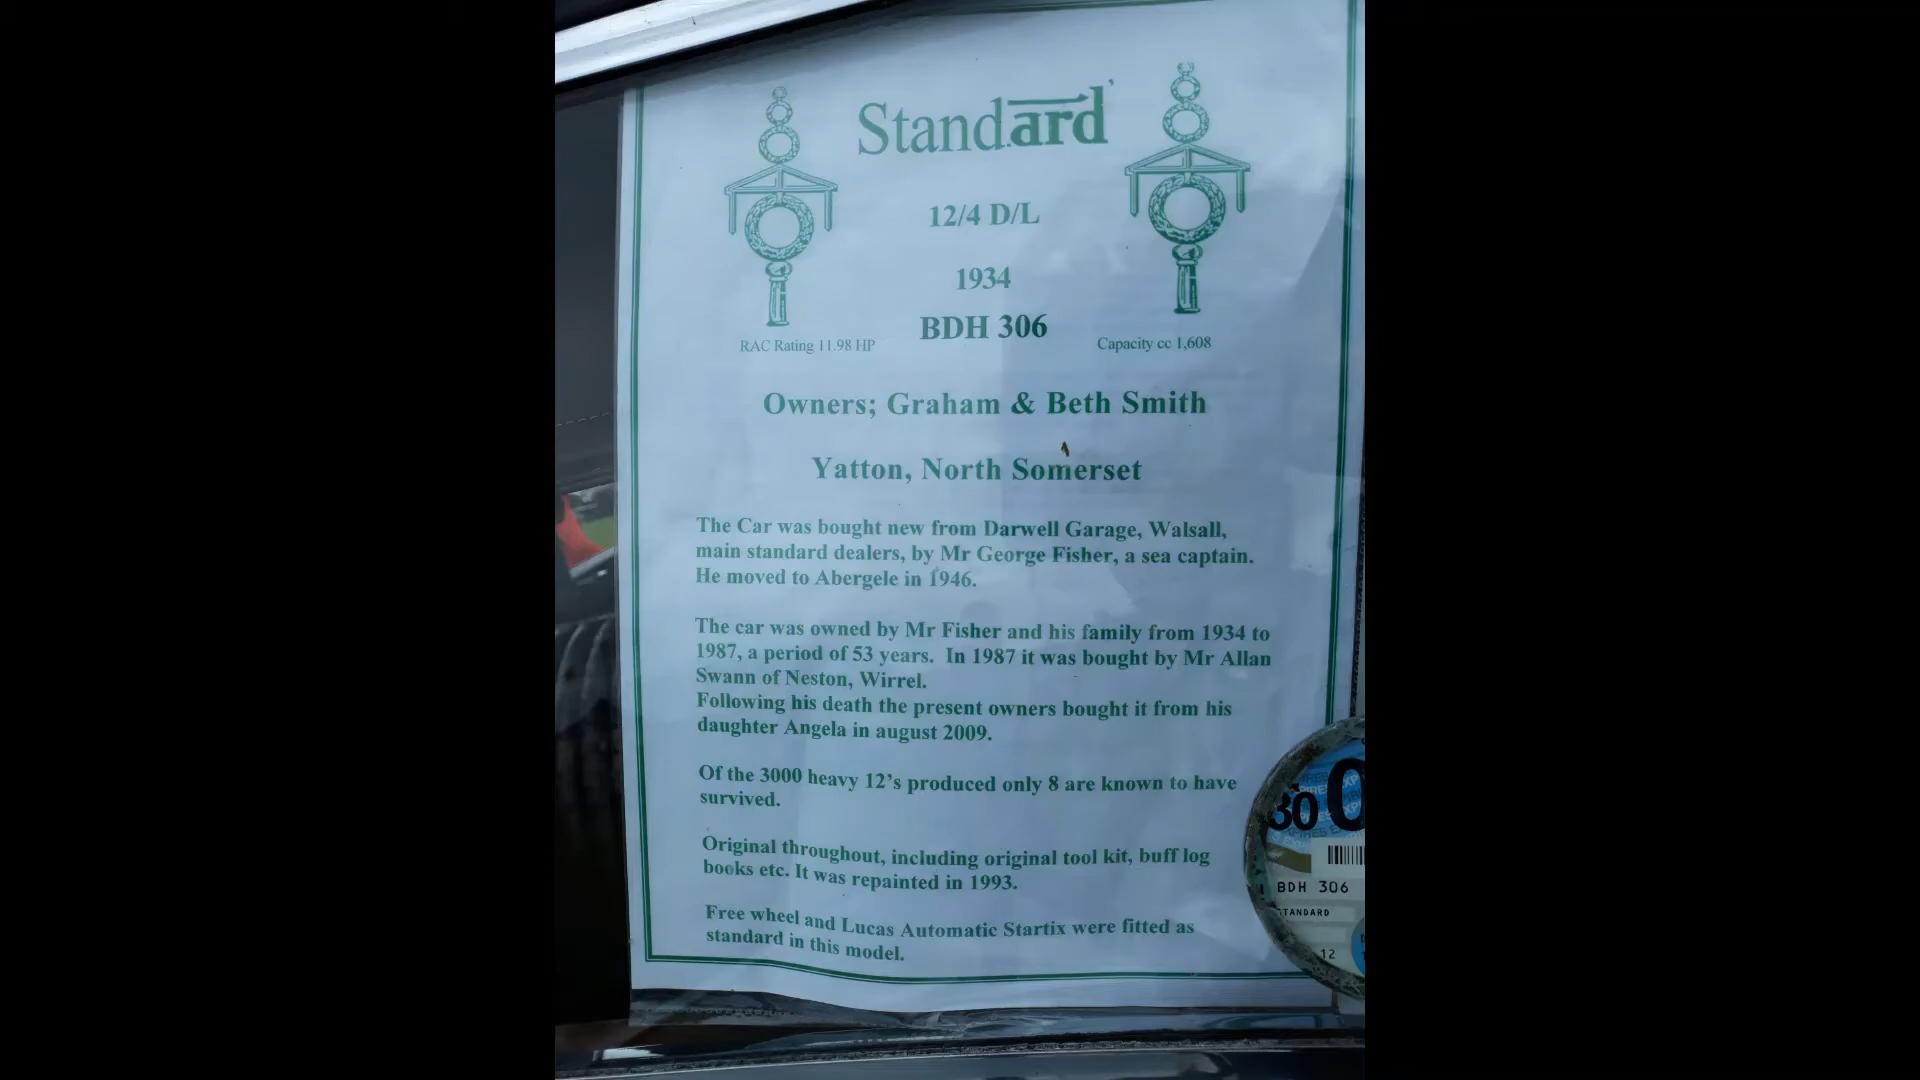 Standard
12/4 D/L
1934
BDH 306
RAC Rating 11.98 HP
Capacity cc 1,608
Owners; Graham & Beth Smith
Yatton, North Somerset
The Car was bought new from Darwell Garage, Walsall,
main standard dealers, by Mr George Fisher, a sea captain.
He moved to Abergele in 1946.
The car was owned by Mr Fisher and his family from 1934 to
1987, a period of 53 years. In 1987 it was bought by Mr Allan
Swann of Neston, Wirrel.
Following his death the present owners bought it from his
daughter Angela in august 2009.
Of the 3000 heavy 12’s produced only 8 are known to have
survived.
Original throughout, including original tool kit, buff log
books etc. It was repainted in 1993.
Free wheel and Lucas Automatic Startix were fitted as
standard in this model.
30 0
BDH 306
STANDARD
12